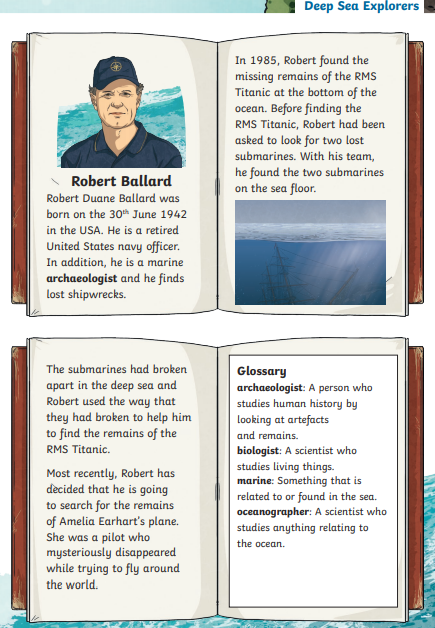 Deep Sea Explorers
Robert Ballard
Robert Duane Ballard was
born on the 30th June 1942
in the USA. He is a retired
United States navy officer.
In addition, he is a marine
archaeologist and he finds
lost shipwrecks.
In 1985, Robert found the
missing remains of the RMS
Titanic at the bottom of the
ocean. Before finding the
RMS Titanic, Robert had been
asked to look for two lost
submarines. With his team,
he found the two submarines
on the sea floor.
The submarines had broken
apart in the deep sea and
Robert used the way that
they had broken to help him
to find the remains of the
RMS Titanic.
Most recently, Robert has
decided that he is going
to search for the remains
of Amelia Earhart's plane.
She was a pilot who
mysteriously disappeared
while trying to fly around
the world.
Glossary
archaeologist: A person who
studies human history by
looking at artefacts
and remains.
biologist: A scientist who
studies living things.
marine: Something that is
related to or found in the sea.
oceanographer: A scientist who
studies anything relating to
the ocean.